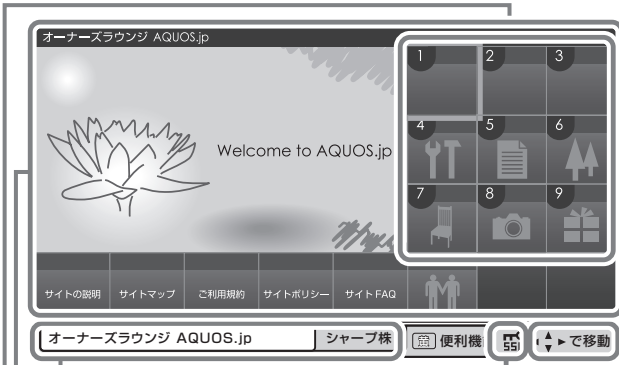 オーナーズラウンジ AQUOS.jp
1 2 3
Welcome to AQUOS.jp
4 5 6
7 8 9
サイトの説明 サイトマップ ご利用規約 サイトポリシー サイト FAQ
オーナーズラウンジ AQUOS.jp シャープ株 黄 便利機 SSL で移動